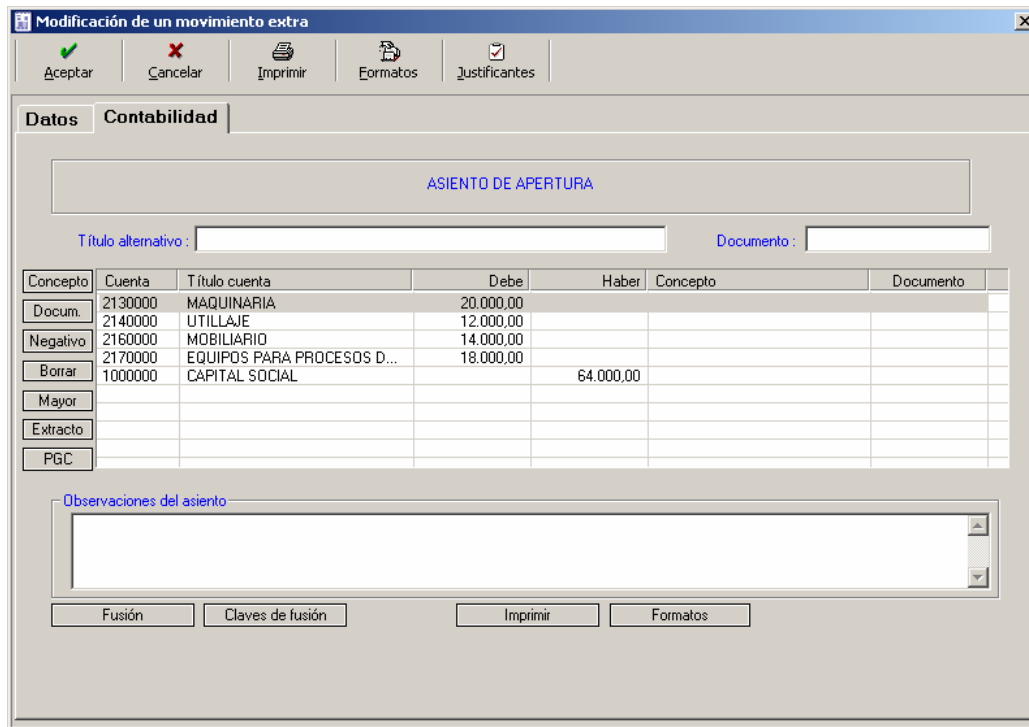 Modificación de un movimiento extra
Aceptar Cancelar Imprimir Formatos Justificantes
Datos Contabilidad
ASIENTO DE APERTURA
Título alternativo : Documento :
Concepto Cuenta Título cuenta Debe Haber Concepto Documento
2130000 MAQUINARIA 20.000,00
Docum.
2140000 UTILLAJE 12.000,00
Negativo 2160000 MOBILIARIO 14.000,00
2170000 EQUIPOS PARA PROCESOS D... 18.000,00
Borrar 1000000 CAPITAL SOCIAL 64.000,00
Mayor
Extracto
PGC
Observaciones del asiento
Fusión Claves de fusión Imprimir Formatos